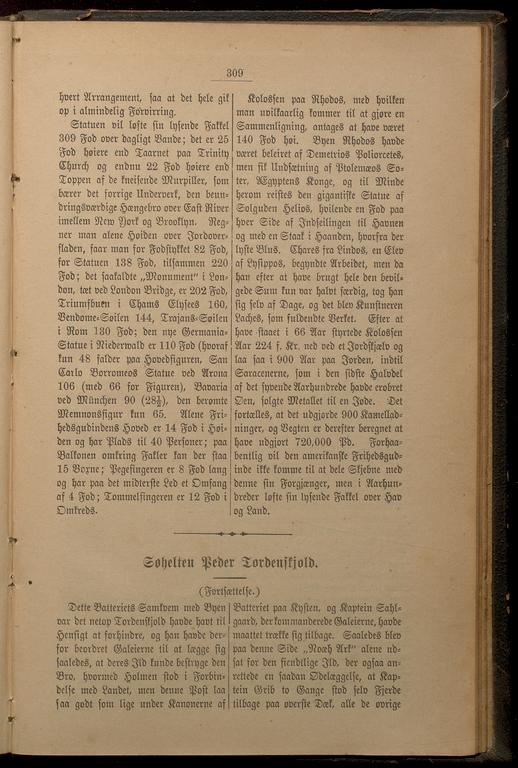 309
hvert Arrangement, saa at det hele gik
op i almindelig Forvirring.
Statuen vil løfte sin lysende Fakkel
309 Fod over dagligt Vande; det er 25
Fod høiere end Taarnet paa Trinity
Church og endnu 22 Fod høiere end
Toppen af de kneisende Murpiller, som
bærer det forrige Underverk, den beun-
dringsværdige Hængebro over East River
imellem New York og Brooklyn. Reg-
ner man alene Høiden over Jordover-
fladen, faar man for Fodstykket 82 Fod,
for Statuen 138 Fod, tilsammen 220
Fod; det saakaldte „Monument“ i Lon-
don, tæt ved London Bridge, er 202 Fod,
Triumfbuen i Chams Elysees 160,
Vendome-Søilen 144, Trajans-Søilen
i Rom 130 Fod; den nye Germania-
Statue i Niederwald er 110 Fod (hvoraf
kun 48 falder paa Hovedfiguren, San
Carlo Borromeos Statue ved Arona
106 (med 66 for Figuren), Bavaria
ved München 90 (28½), den berømte
Memnonsfigur kun 65. Alene Fri-
hedsgudindens Hoved er 14 Fod i Høi-
den og har Plads til 40 Personer; paa
Balkonen omkring Fakler kan der staa
15 Voxne; Pegefingeren er 8 Fod lang
og har paa det midterste Led et Omfang
af 4 Fod; Tommelfingeren er 12 Fod i
Omkreds.
Kolossen paa Rhodos, med hvilken
man uvilkaarlig kommer til at gjøre en
Sammenligning, antages at have været
140 Fod høi. Byen Rhodos havde
været beleiret af Demetrios Poliorcetes,
men fik Undsætning af Ptolemæos So-
ter, Ægyptens Konge, og til Minde
herom reistes den gigantiske Statue af
Solguden Helios, hvilende en Fod paa
hver Side af Indseilingen til Havnen
og med en Staak i Haanden, hvorfra der
lyste Blus. Chares fra Lindos, en Elev
af Lysippos, begyndte Arbeidet, men da
han efter at have brugt hele den bevil-
gede Sum kun var halvt færdig, tog han
sig selv af Dage, og det blev Kunstneren
Laches, som fuldendte Verket. Efter at
have staaet i 66 Aar styrtede Kolossen
Aar 224 f. Kr. ned ved et Jordskjælv og
laa saa i 900 Aar paa Jorden, indtil
Saracenerne, som i den sidste Halvdel
af det syvende Aarhundrede havde erobret
Øen, solgte Metallet til en Jøde. Det
fortælles, at det udgjorde 900 Kamellad-
ninger, og Vegten er derefter beregnet at
have udgjort 720,000 Pd. Forhaa-
bentlig vil den amerikanske Frihedsgud-
inde ikke komme til at dele Skjebne med
denne sin Forgjænger, men i Aarhun-
dreder løfte sin lysende Fakkel over Hav
og Land.
Søhelten Peder Tordenskjold.
(Fortsættelse.)
Dette Batteriets Samkvem med Byen
var det netop Tordenskjold havde havt til
Hensigt at forhindre, og han havde der-
for beordret Galeierne til at lægge sig
saaledes, at deres Ild kunde bestryge den
Bro, hvormed Holmen stod i Forbin-
delse med Landet, men denne Post laa
saa godt som lige under Kanonerne af
Batteriet paa Kysten, og Kaptein Sahl-
gaard, der kommanderede Galeierne, havde
maattet trække sig tilbage. Saaledes blev
paa denne Side „Noæh Ark“ alene ud-
sat for den fiendtlige Ild, der ogsaa an-
rettede en saadan Ødelæggelse, at Kap-
tein Grib to Gange stod selv Fjerde
tilbage paa øverste Dæk, alle de øvrige